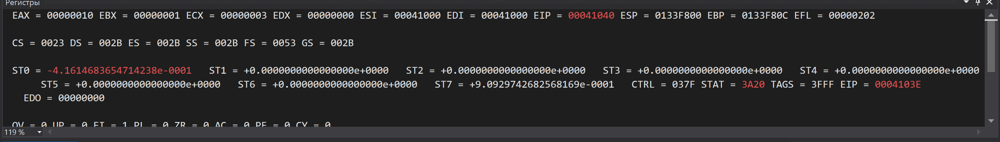 Регистры
EAX = 00000010 EBX = 00000001 ECX = 00000003 EDX = 00000000 ESI = 00041000 EDI = 00041000 EIP = 00041040 ESP = 0133F800 EBP = 0133F80C EFL = 00000202
CS = 0023 DS = 002B ES = 002B SS = 002B FS = 0053 GS = 002B
ST0 = -4.1614683654714238e-0001 ST1 = +0.0000000000000000e+0000 ST2 = +0.0000000000000000e+0000 ST3 = +0.0000000000000000e+0000 ST4 = +0.0000000000000000e+0000
ST5 = +0.0000000000000000e+0000 ST6 = +0.0000000000000000e+0000 ST7 = +9.0929742682568169e-0001 CTRL = 037F STAT = 3A20 TAGS = 3FFF EIP = 0004103E
EDO = 00000000
OV = 0 UP = 0 EI = 1 PL = 0 ZR = 0 AC = 0 PE = 0 CY = 0
119 %